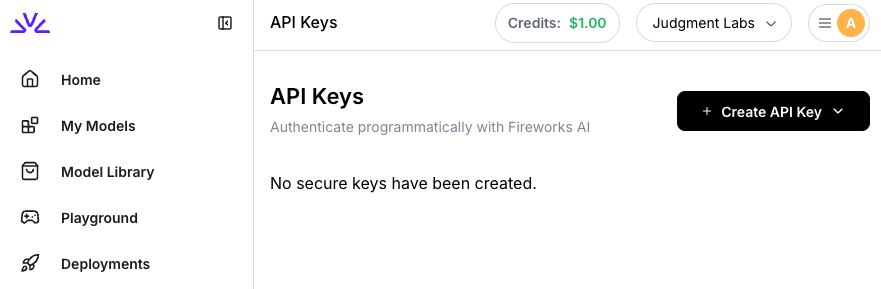 API Keys
Credits: $1.00
Judgment Labs
A
Home
My Models
Model Library
Playground
Deployments
API Keys
Authenticate programmatically with Fireworks AI
+ Create API Key
No secure keys have been created.